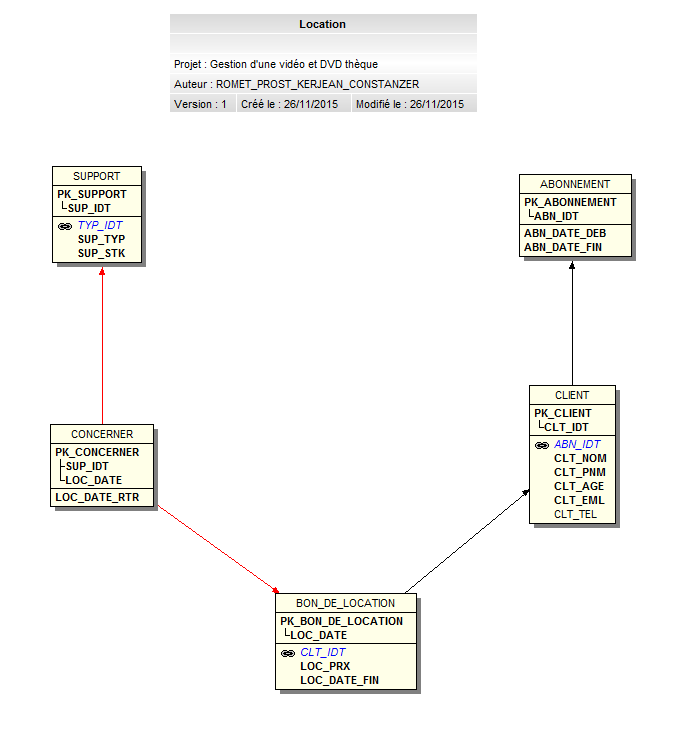 Location
Projet : Gestion d'une vidéo et DVD thèque
Auteur : ROMET_PROST_KERJEAN_CONSTANZER
Version : 1 Créé le : 26/11/2015 Modifié le : 26/11/2015
SUPPORT
PK_SUPPORT
SUP_IDT
TYP_IDT
SUP_TYP
SUP_STK
ABONNEMENT
PK_ABONNEMENT
ABN_IDT
ABN_DATE_DEB
ABN_DATE_FIN
CONCERNER
PK_CONCERNER
SUP_IDT
LOC_DATE
LOC_DATE_RTR
CLIENT
PK_CLIENT
CLT_IDT
ABN_IDT
CLT_NOM
CLT_PNM
CLT_AGE
CLT_EML
CLT_TEL
BON_DE_LOCATION
PK_BON_DE_LOCATION
LOC_DATE
CLT_IDT
LOC_PRX
LOC_DATE_FIN